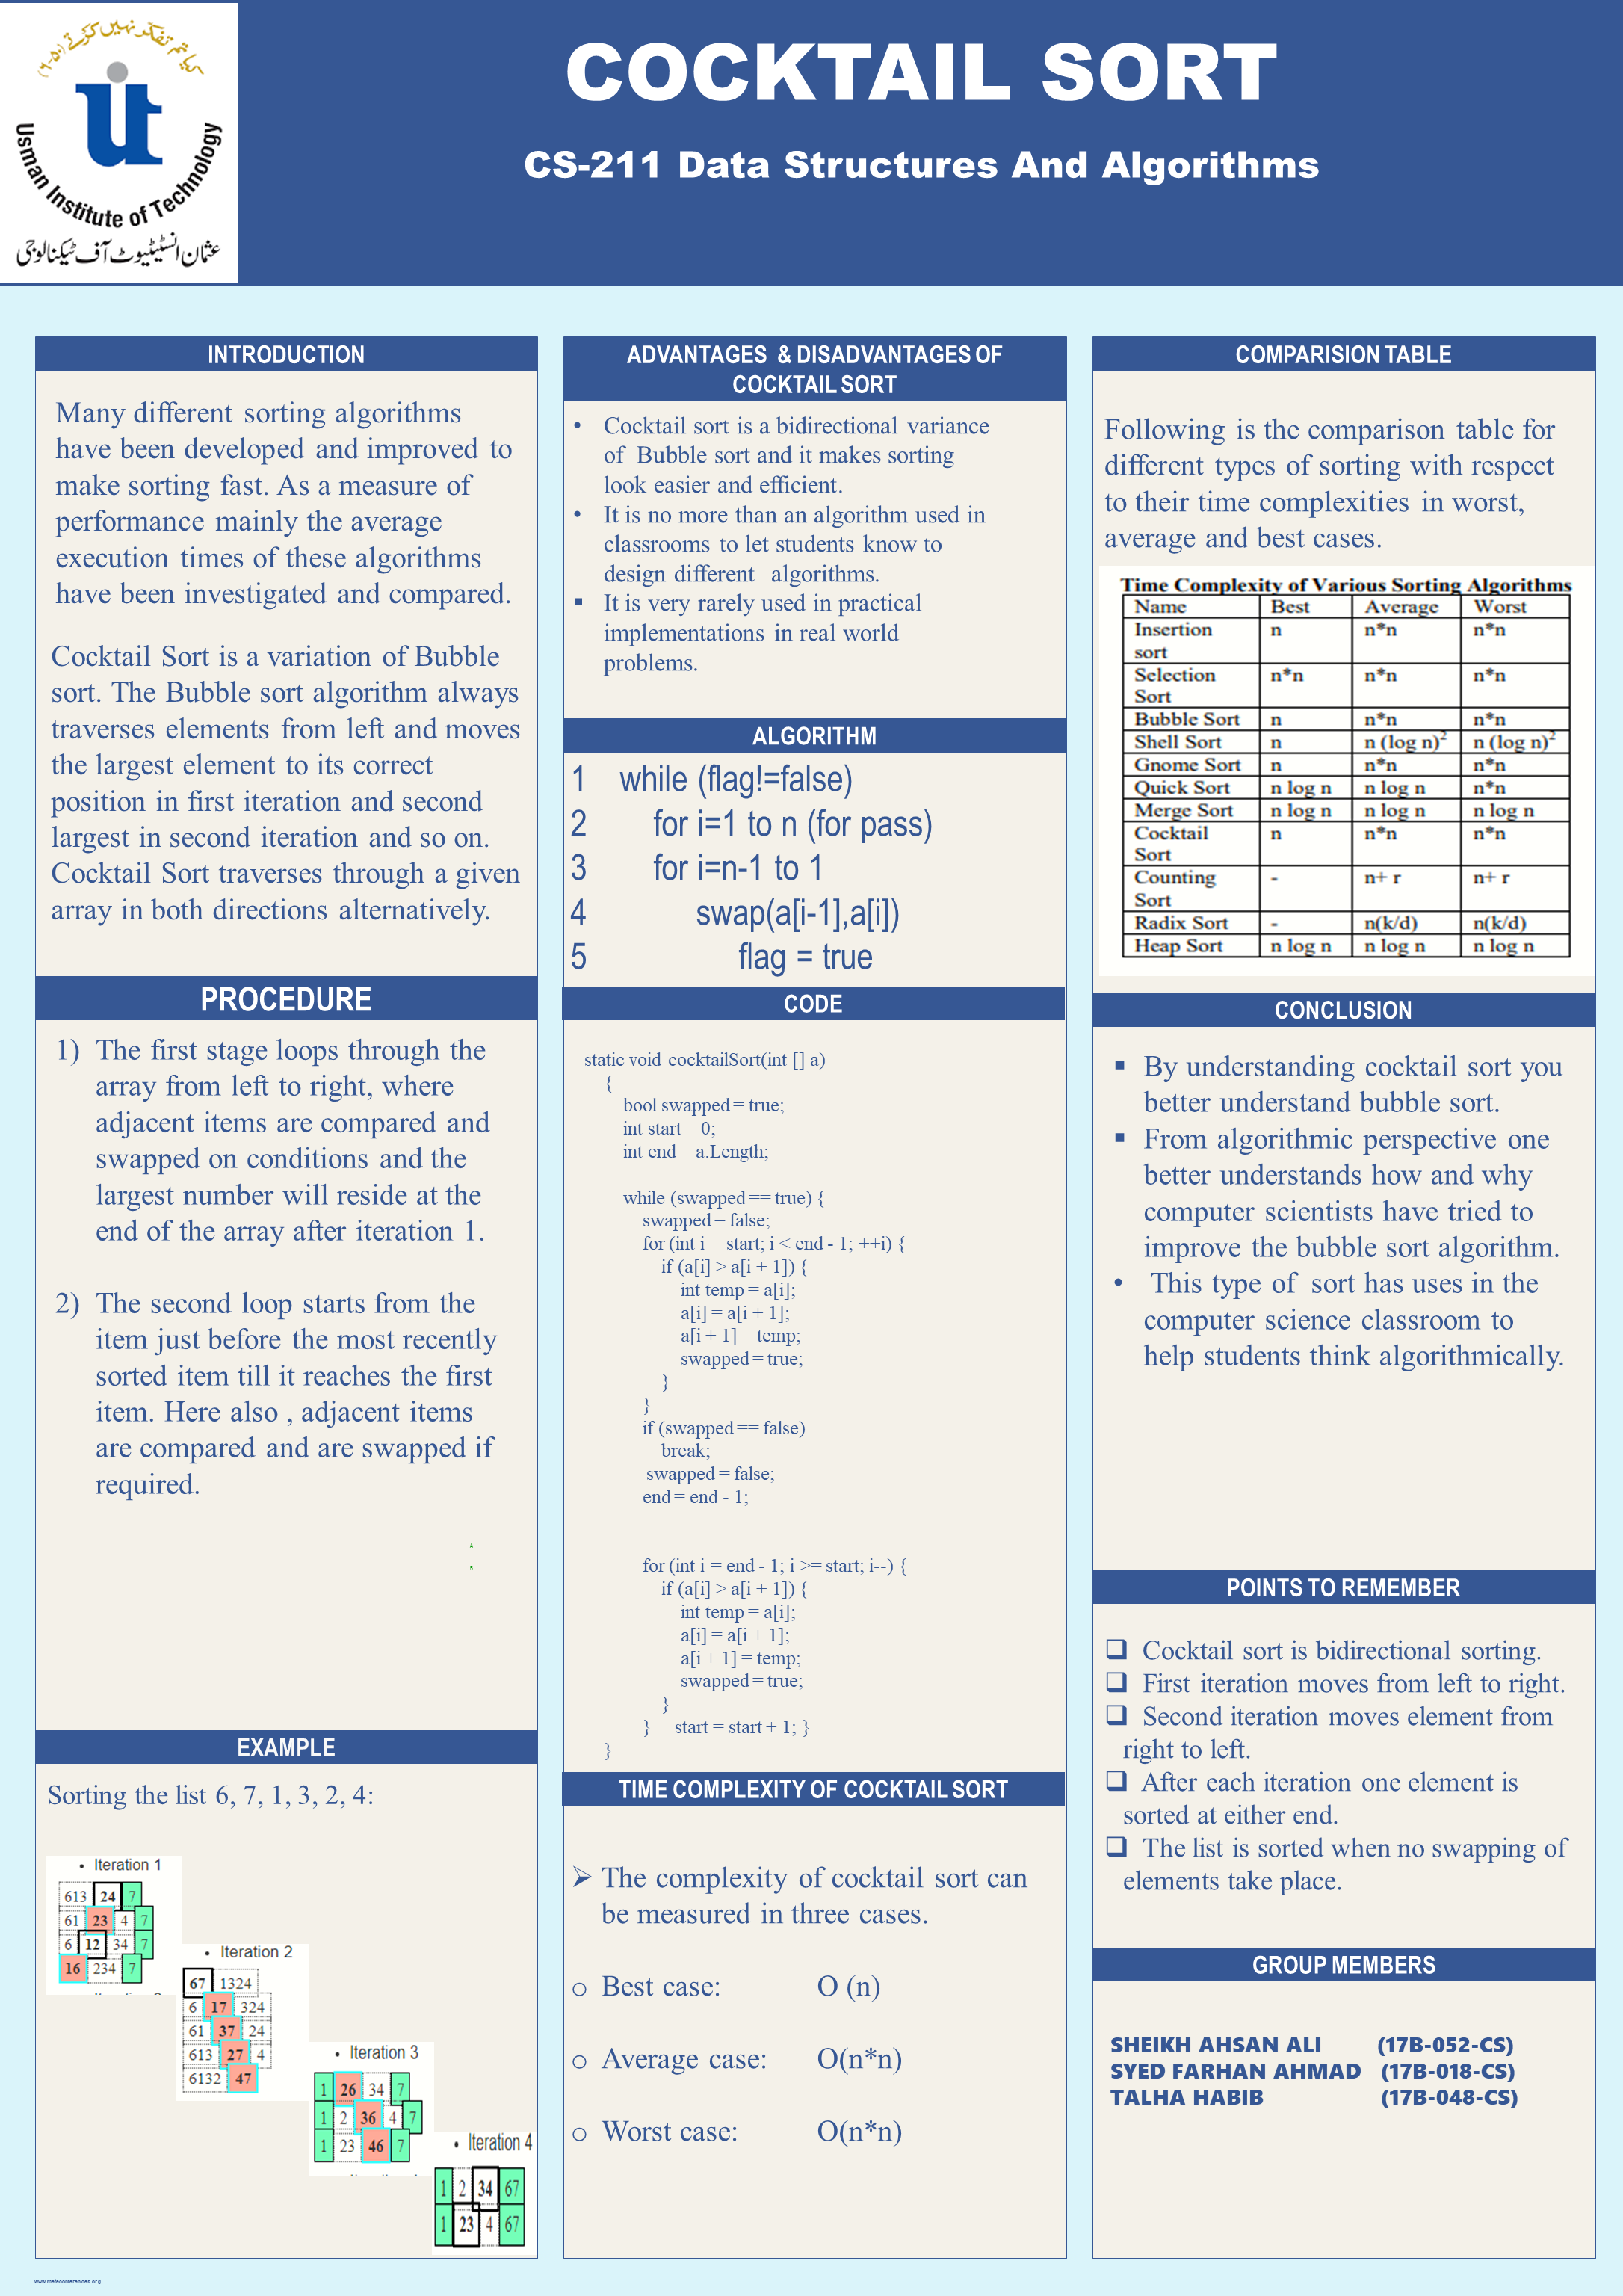 کیا تم تفکر نہیں کرتے (۵۰-۶)
Usman Institute of Technology
عثمان انسٹیٹیوٹ آف ٹیکنالوجی
COCKTAIL SORT
CS-211 Data Structures And Algorithms
INTRODUCTION
Many different sorting algorithms
have been developed and improved to
make sorting fast. As a measure of
performance mainly the average
execution times of these algorithms
have been investigated and compared.
Cocktail Sort is a variation of Bubble
sort. The Bubble sort algorithm always
traverses elements from left and moves
the largest element to its correct
position in first iteration and second
largest in second iteration and so on.
Cocktail Sort traverses through a given
array in both directions alternatively.
PROCEDURE
1) The first stage loops through the
array from left to right, where
adjacent items are compared and
swapped on conditions and the
largest number will reside at the
end of the array after iteration 1.
2) The second loop starts from the
item just before the most recently
sorted item till it reaches the first
item. Here also , adjacent items
are compared and are swapped if
required.
A
B
EXAMPLE
Sorting the list 6, 7, 1, 3, 2, 4:
• Iteration 1
613 24 7
61 23 4 7
6 12 34 7
16 234 7
• Iteration 2
67 1324
6 17 324
61 37 24
613 27 4
6132 47
• Iteration 3
1 26 34 7
1 2 36 4 7
1 23 46 7
• Iteration 4
1 2 34 67
1 23 4 67
ADVANTAGES & DISADVANTAGES OF
COCKTAIL SORT
• Cocktail sort is a bidirectional variance
of Bubble sort and it makes sorting
look easier and efficient.
• It is no more than an algorithm used in
classrooms to let students know to
design different algorithms.
▪ It is very rarely used in practical
implementations in real world
problems.
ALGORITHM
1 while (flag!=false)
2 for i=1 to n (for pass)
3 for i=n-1 to 1
4 swap(a[i-1],a[i])
5 flag = true
CODE
static void cocktailSort(int [] a)
{
bool swapped = true;
int start = 0;
int end = a.Length;
while (swapped == true) {
swapped = false;
for (int i = start; i < end - 1; ++i) {
if (a[i] > a[i + 1]) {
int temp = a[i];
a[i] = a[i + 1];
a[i + 1] = temp;
swapped = true;
}
}
if (swapped == false)
break;
swapped = false;
end = end - 1;
for (int i = end - 1; i >= start; i--) {
if (a[i] > a[i + 1]) {
int temp = a[i];
a[i] = a[i + 1];
a[i + 1] = temp;
swapped = true;
}
} start = start + 1; }
}
TIME COMPLEXITY OF COCKTAIL SORT
➢ The complexity of cocktail sort can
be measured in three cases.
o Best case: O (n)
o Average case: O(n*n)
o Worst case: O(n*n)
COMPARISION TABLE
Following is the comparison table for
different types of sorting with respect
to their time complexities in worst,
average and best cases.
Time Complexity of Various Sorting Algorithms
Name Best Average Worst
Insertion n n*n n*n
sort
Selection n*n n*n n*n
Sort
Bubble Sort n n*n n*n
Shell Sort n n (log n)² n (log n)²
Gnome Sort n n*n n*n
Quick Sort n log n n log n n*n
Merge Sort n log n n log n n log n
Cocktail n n*n n*n
Sort
Counting - n+ r n+ r
Sort
Radix Sort - n(k/d) n(k/d)
Heap Sort n log n n log n n log n
CONCLUSION
▪ By understanding cocktail sort you
better understand bubble sort.
▪ From algorithmic perspective one
better understands how and why
computer scientists have tried to
improve the bubble sort algorithm.
• This type of sort has uses in the
computer science classroom to
help students think algorithmically.
POINTS TO REMEMBER
❑ Cocktail sort is bidirectional sorting.
❑ First iteration moves from left to right.
❑ Second iteration moves element from
right to left.
❑ After each iteration one element is
sorted at either end.
❑ The list is sorted when no swapping of
elements take place.
GROUP MEMBERS
SHEIKH AHSAN ALI (17B-052-CS)
SYED FARHAN AHMAD (17B-018-CS)
TALHA HABIB (17B-048-CS)
www.meteconferences.org